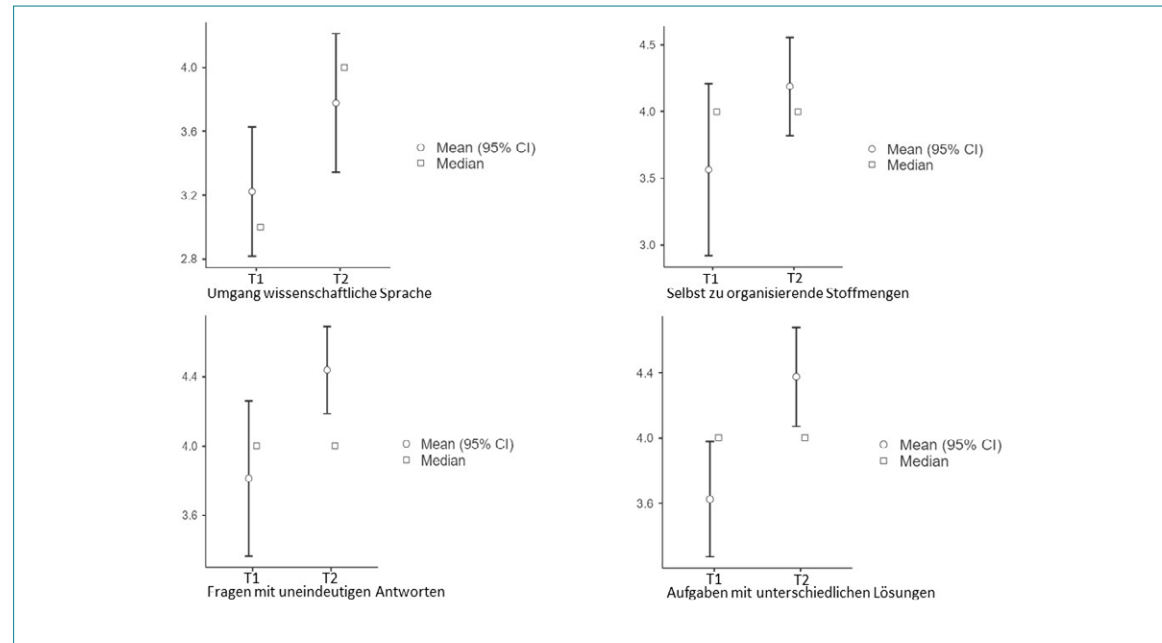 4.0
3.6
3.2
2.8
Mean (95% CI)
Median
T1
T2
Umgang wissenschaftliche Sprache
4.5
4.0
3.5
3.0
Mean (95% CI)
Median
T1
T2
Selbst zu organisierende Stoffmengen
4.4
4.0
3.6
Mean (95% CI)
Median
T1
T2
Fragen mit uneindeutigen Antworten
4.4
4.0
3.6
Mean (95% CI)
Median
T1
T2
Aufgaben mit unterschiedlichen Lösungen